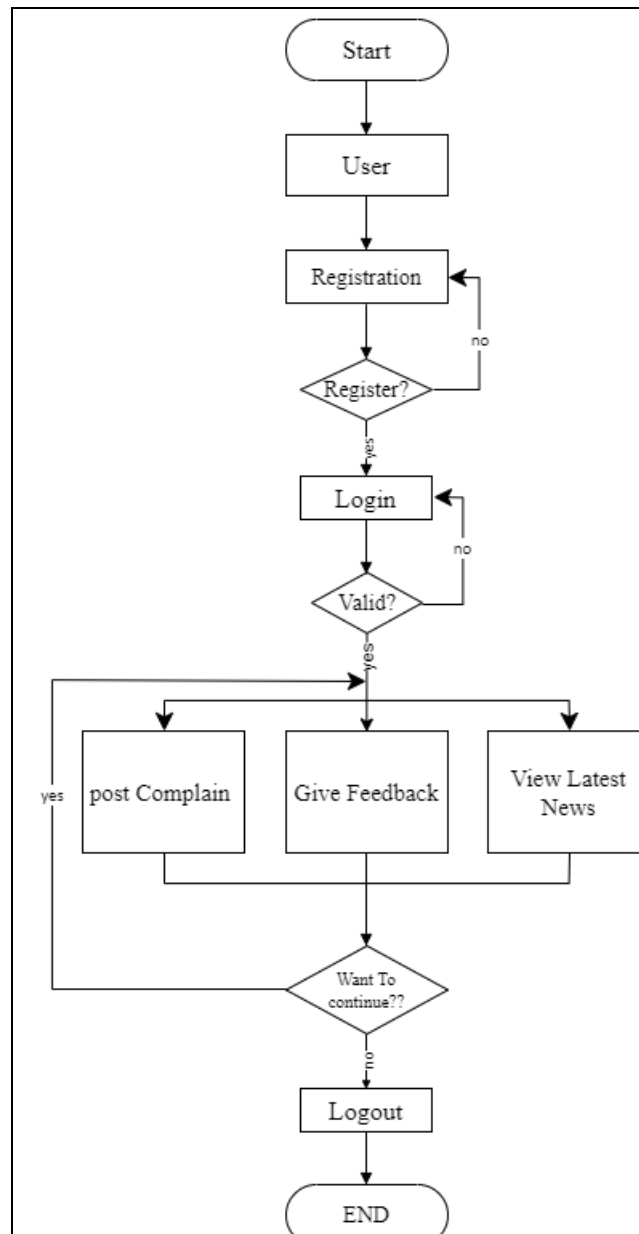 Start
User
Registration
no
Register?
yes
Login
no
Valid?
yes
post Complain
Give Feedback
View Latest
News
yes
Want To
continue??
no
Logout
END